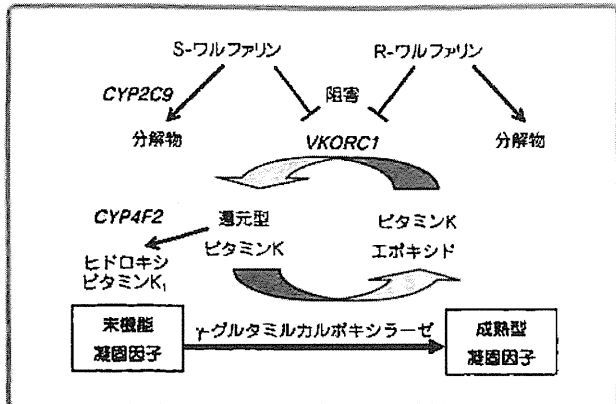 S-ワルファリン R-ワルファリン
CYP2C9 阻害
分解物 VKORC1 分解物
CYP4F2 還元型 ビタミンK
ビタミンK エポキシド
ヒドロキシ
ビタミンK₁
末機能 γ-グルタミルカルボキシラーゼ 成熟型
凝固因子 凝固因子